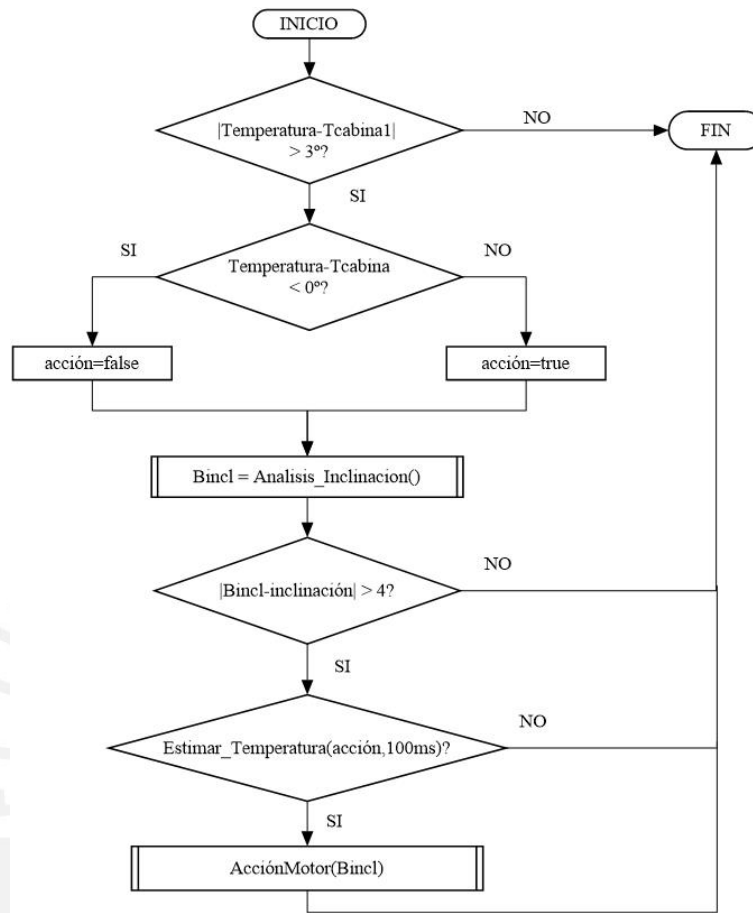 INICIO
|Temperatura-Tcabina1|
> 3º?
NO
FIN
SI
SI
Temperatura-Tcabina
< 0º?
NO
acción=false
acción=true
Bincl = Analisis_Inclinacion()
|Bincl-inclinación| > 4?
NO
SI
Estimar_Temperatura(acción,100ms)?
NO
SI
AcciónMotor(Bincl)